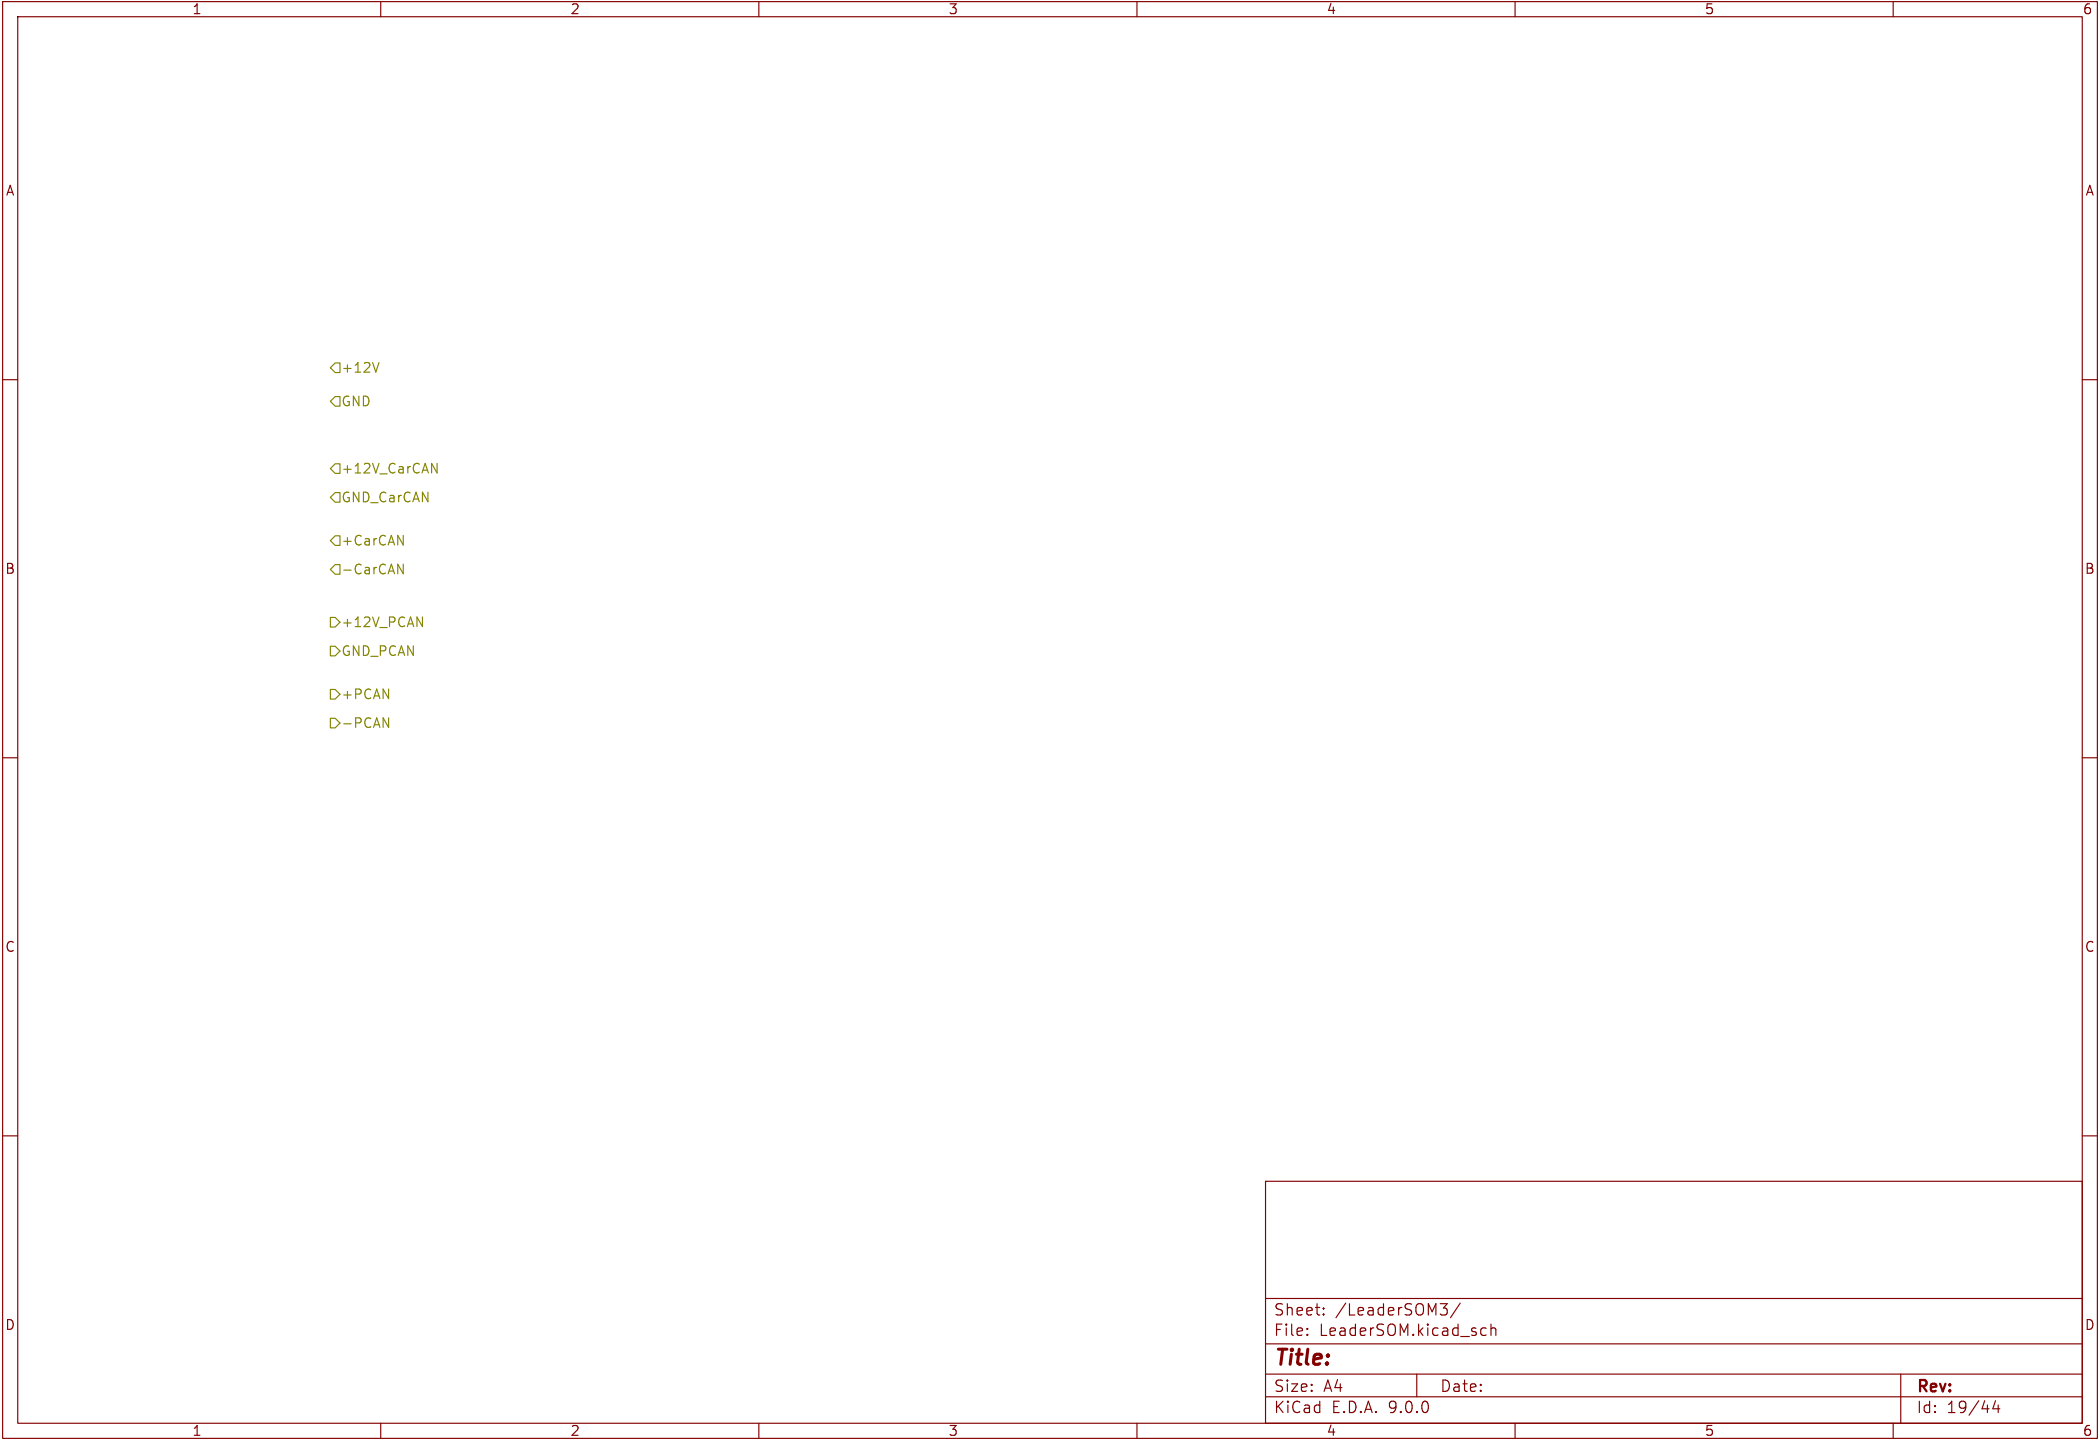 1 2 3 4 5 6
A A
+12V
GND
+12V_CarCAN
GND_CarCAN
+CarCAN
-CarCAN
B B
+12V_PCAN
GND_PCAN
+PCAN
-PCAN
C C
Sheet: /LeaderSOM3/
File: LeaderSOM.kicad_sch
D D
Title:
Size: A4 Date: Rev:
KiCad E.D.A. 9.0.0 Id: 19/44
1 2 3 4 5 6